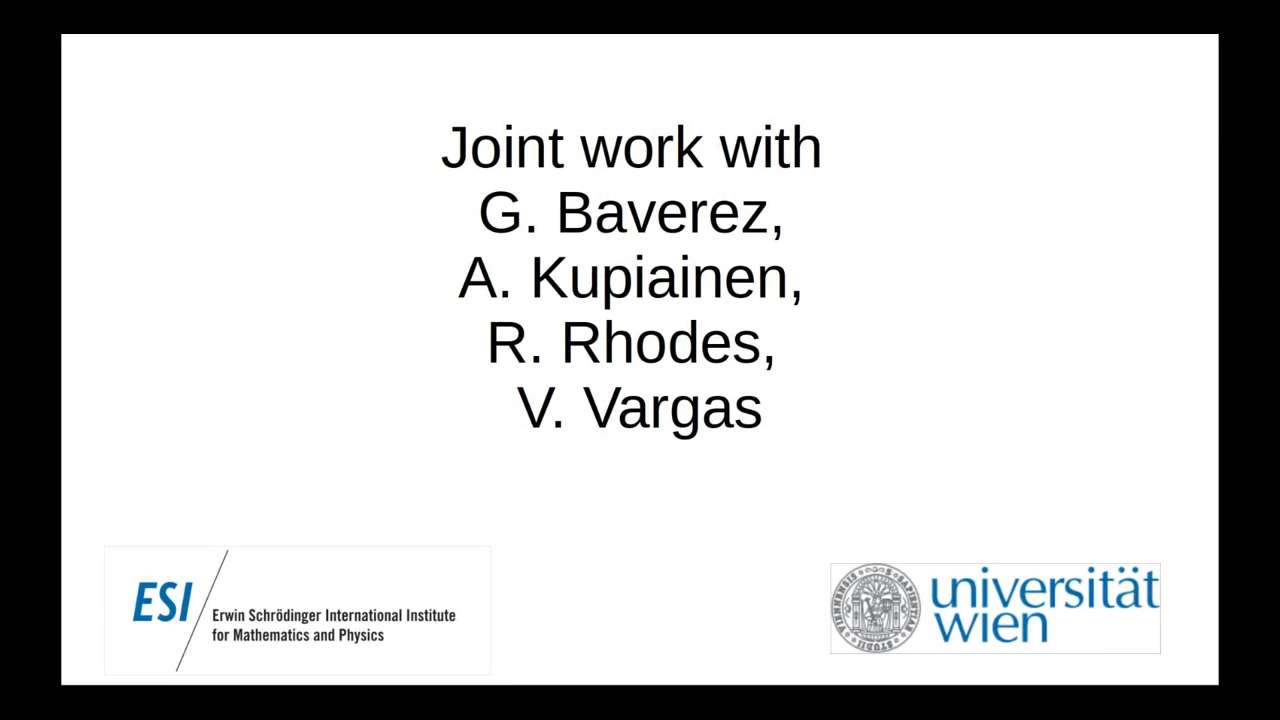 Joint work with
G. Baverez,
A. Kupiainen,
R. Rhodes,
V. Vargas
ESI
Erwin Schrödinger International Institute
for Mathematics and Physics
universität
wien